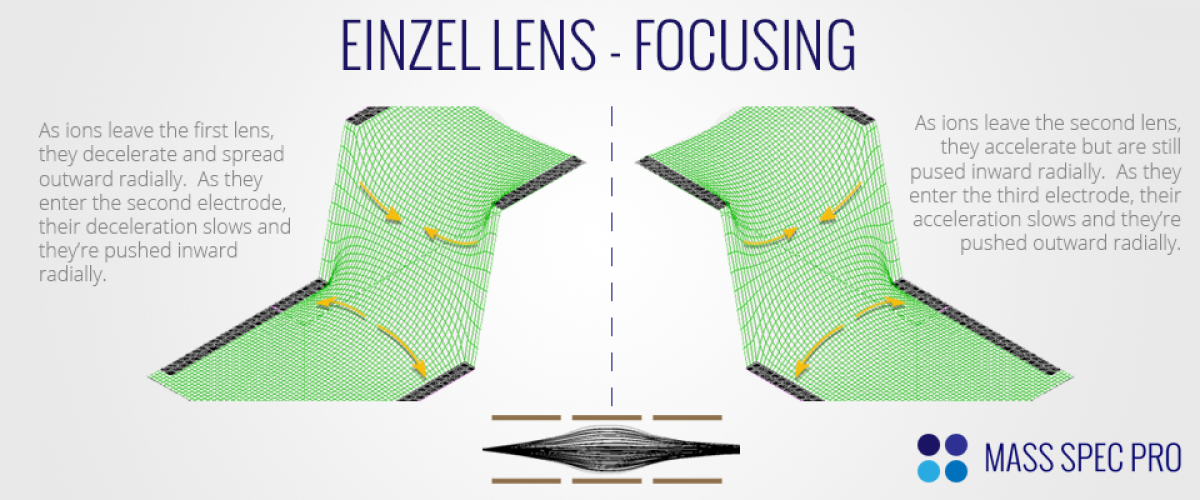 EINZEL LENS - FOCUSING
As ions leave the first lens,
they decelerate and spread
outward radially.  As they
enter the second electrode,
their deceleration slows and
they're pushed inward
radially.
As ions leave the second lens,
they accelerate but are still
pused inward radially.  As they
enter the third electrode, their
acceleration slows and they're
pushed outward radially.
MASS SPEC PRO